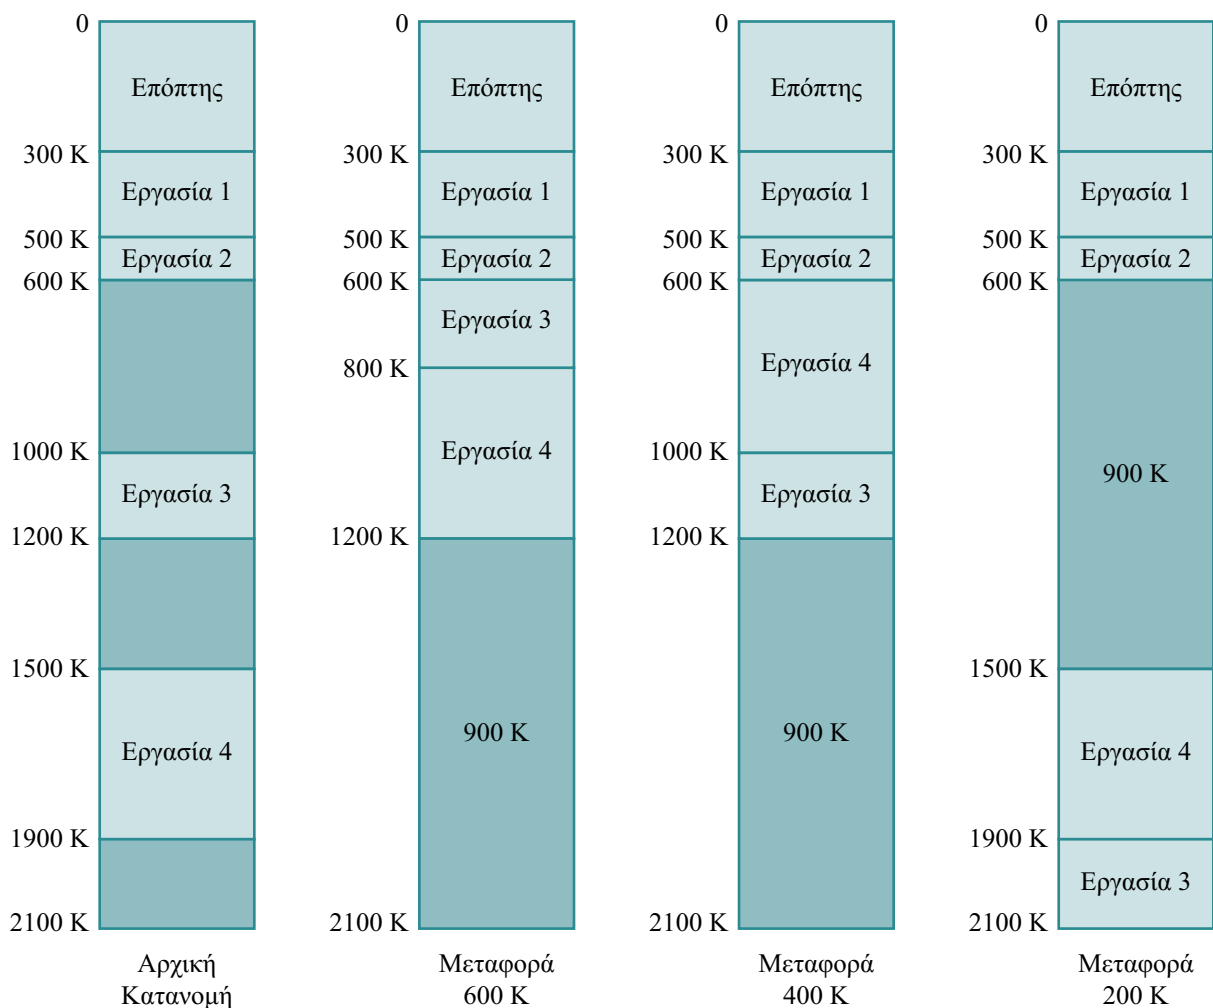 0
Επόπτης
300 K
Εργασία 1
500 K
Εργασία 2
600 K
1000 K
Εργασία 3
1200 K
1500 K
Εργασία 4
1900 K
2100 K
Αρχική
Κατανομή
0
Επόπτης
300 K
Εργασία 1
500 K
Εργασία 2
600 K
Εργασία 3
800 K
Εργασία 4
1200 K
900 K
2100 K
Μεταφορά
600 K
0
Επόπτης
300 K
Εργασία 1
500 K
Εργασία 2
600 K
Εργασία 4
1000 K
Εργασία 3
1200 K
900 K
2100 K
Μεταφορά
400 K
0
Επόπτης
300 K
Εργασία 1
500 K
Εργασία 2
600 K
900 K
1500 K
Εργασία 4
1900 K
Εργασία 3
2100 K
Μεταφορά
200 K